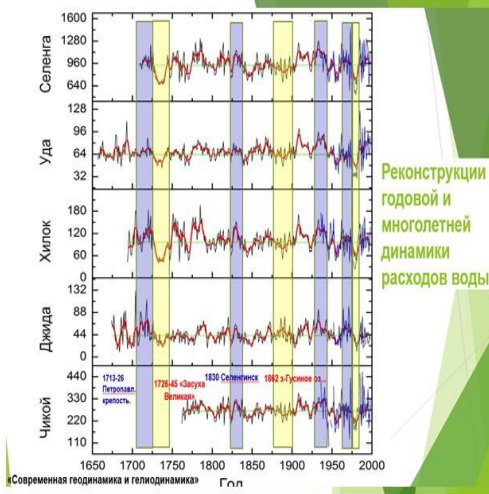 Селенга
1600
1280
960
640
Уда
128
96
64
32
Хилок
180
120
60
0
Джида
132
88
44
0
Чикой
440
330
220
110
1713-26
Петропавл.
крепость.
1726-45 «Засуха
Великая»
1830 Селенгинск
1862 э-Гусиное оз...
1650 1700 1750 1800 1850 1900 1950 2000
Год
«Современная геодинамика и гелиодинамика»
Реконструкции
годовой и
многолетней
динамики
расходов воды